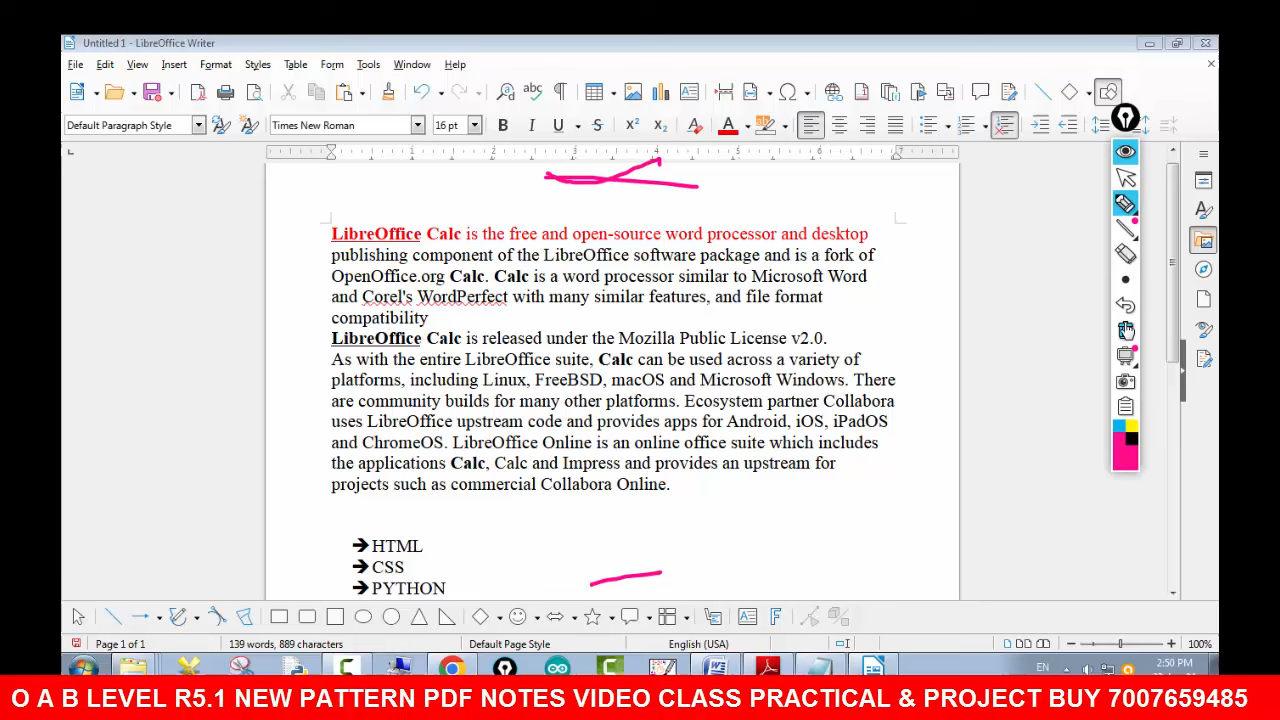 Untitled 1 - LibreOffice Writer
File Edit View Insert Format Styles Table Form Tools Window Help
Default Paragraph Style Times New Roman 16 pt
1 1 2 3 4 5 6 7
LibreOffice Calc is the free and open-source word processor and desktop
publishing component of the LibreOffice software package and is a fork of
OpenOffice.org Calc. Calc is a word processor similar to Microsoft Word
and Corel's WordPerfect with many similar features, and file format
compatibility
LibreOffice Calc is released under the Mozilla Public License v2.0.
As with the entire LibreOffice suite, Calc can be used across a variety of
platforms, including Linux, FreeBSD, macOS and Microsoft Windows. There
are community builds for many other platforms. Ecosystem partner Collabora
uses LibreOffice upstream code and provides apps for Android, iOS, iPadOS
and ChromeOS. LibreOffice Online is an online office suite which includes
the applications Calc, Calc and Impress and provides an upstream for
projects such as commercial Collabora Online.
HTML
CSS
PYTHON
Page 1 of 1 139 words, 889 characters Default Page Style English (USA) 100%
EN 2:50 PM
O A B LEVEL R5.1 NEW PATTERN PDF NOTES VIDEO CLASS PRACTICAL & PROJECT BUY 7007659485